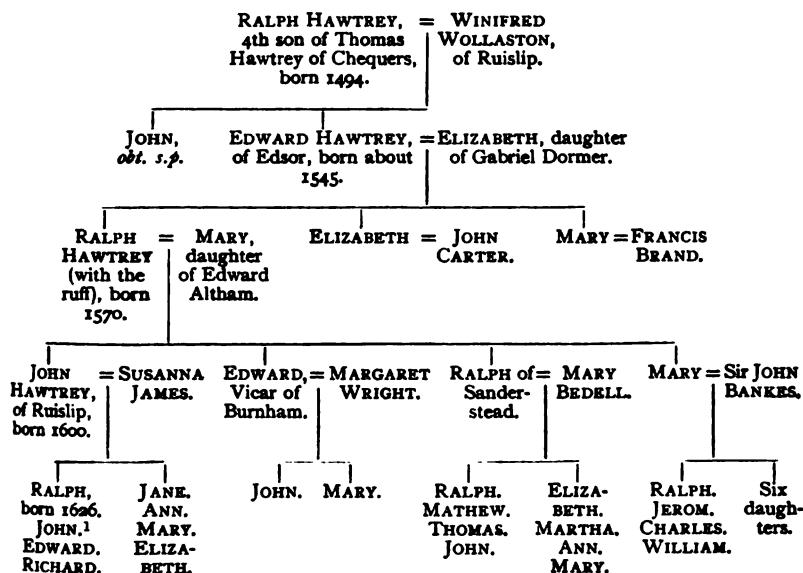 RALPH HAWTREY, = WINIFRED
4th son of Thomas WOLLASTON,
Hawtrey of Chequers, of Ruislip.
born 1494.
JOHN, EDWARD HAWTREY, = ELIZABETH, daughter
obt. s.p. of Edsor, born about of Gabriel Dormer.
1545.
RALPH = MARY, ELIZABETH = JOHN MARY = FRANCIS
HAWTREY daughter CARTER. BRAND.
(with the of Edward
ruff), born Altham.
1570.
JOHN = SUSANNA EDWARD, = MARGARET RALPH of = MARY MARY = Sir JOHN
HAWTREY, JAMES. Vicar of WRIGHT. Sander- BEDELL. BANKES.
of Ruislip, Burnham. stead.
born 1600.
RALPH, JANE. JOHN. MARY. RALPH. ELIZA- RALPH. Six
born 1626. ANN. MATHEW. BETH. JEROM. daugh-
JOHN.¹ MARY. THOMAS. MARTHA. CHARLES. ters.
EDWARD. ELIZA- JOHN. ANN. WILLIAM.
RICHARD. BETH. MARY.